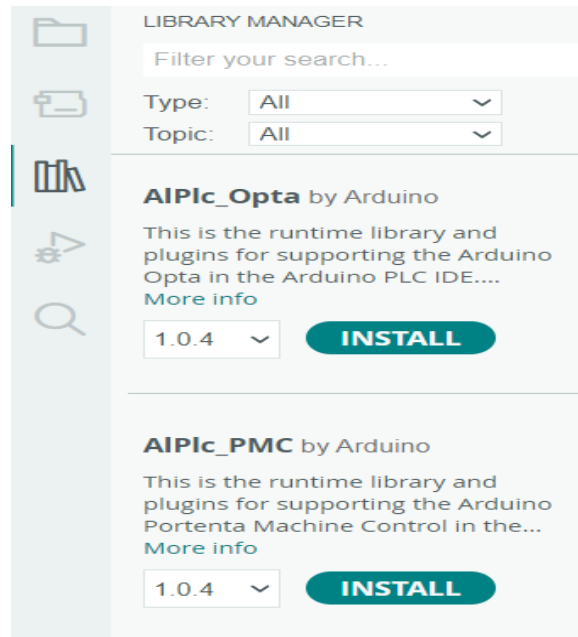 LIBRARY MANAGER
Filter your search...
Type: All
Topic: All
AlPlc_Opta by Arduino
This is the runtime library and
plugins for supporting the Arduino
Opta in the Arduino PLC IDE....
More info
1.0.4 INSTALL
AlPlc_PMC by Arduino
This is the runtime library and
plugins for supporting the Arduino
Portenta Machine Control in the...
More info
1.0.4 INSTALL